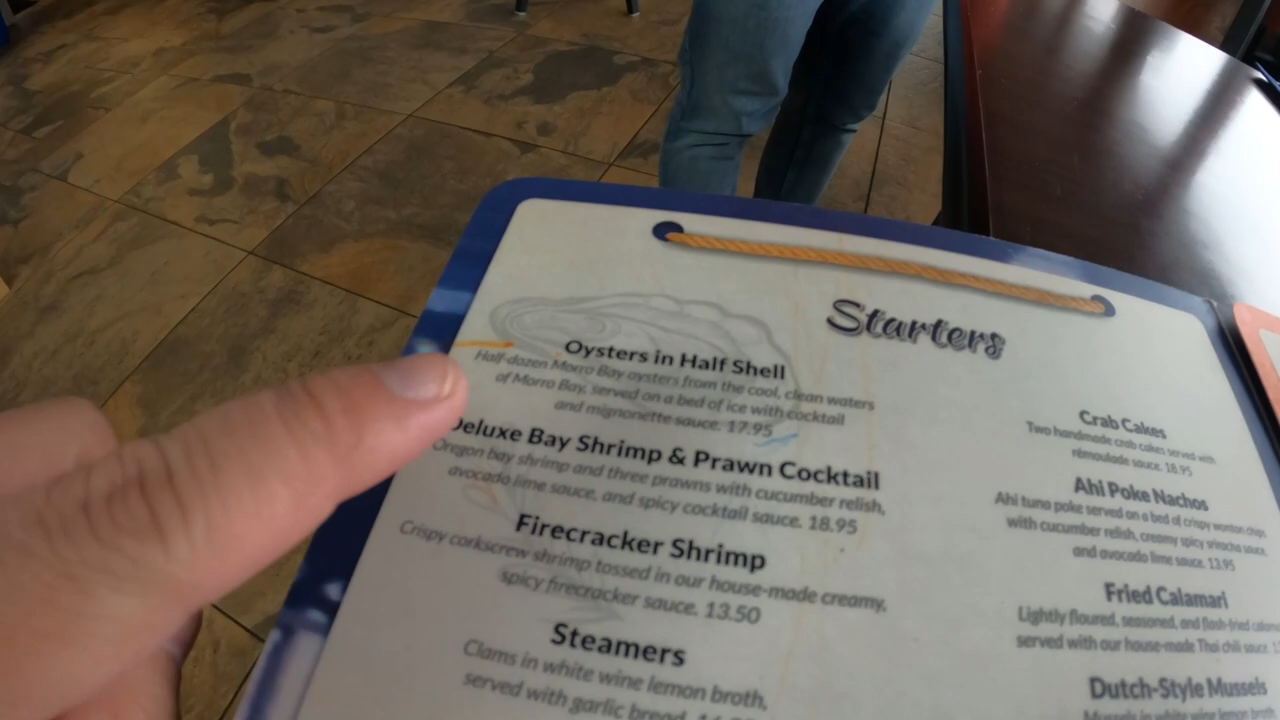 Starters
Oysters in Half Shell
Half-dozen Morro Bay oysters from the cool, clean waters
of Morro Bay, served on a bed of ice with cocktail
and mignonette sauce. 17.95
Deluxe Bay Shrimp & Prawn Cocktail
Oregon bay shrimp and three prawns with cucumber relish,
avocado lime sauce, and spicy cocktail sauce. 18.95
Firecracker Shrimp
Crispy corkscrew shrimp tossed in our house-made creamy,
spicy firecracker sauce. 13.50
Steamers
Clams in white wine lemon broth,
served with garlic bread.
Crab Cakes
Two handmade crab cakes served with
rémoulade sauce. 18.95
Ahi Poke Nachos
Ahi tuna poke served on a bed of crispy wonton chips
with cucumber relish, creamy spicy sriracha sauce,
and avocado lime sauce. 13.95
Fried Calamari
Lightly floured, seasoned, and flash-fried
served with our house-made Thai chili sauce.
Dutch-Style Mussels
Mussels in white wine lemon broth